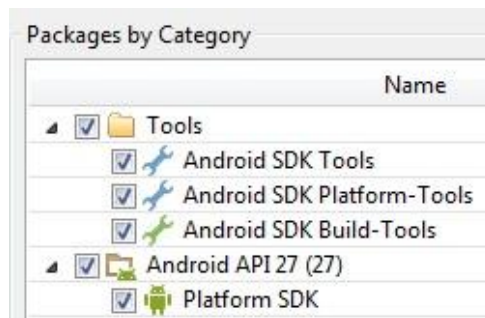 Packages by Category
Name
Tools
Android SDK Tools
Android SDK Platform-Tools
Android SDK Build-Tools
Android API 27 (27)
Platform SDK